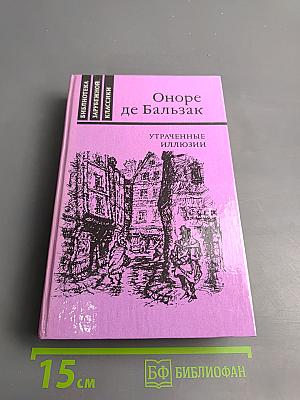 БИБЛИОТЕКА
ЗАРУБЕЖНОЙ
КЛАССИКИ
Оноре
де Бальзак
УТРАЧЕННЫЕ
ИЛЛЮЗИИ
15 см
БФ БИБЛИОФАН